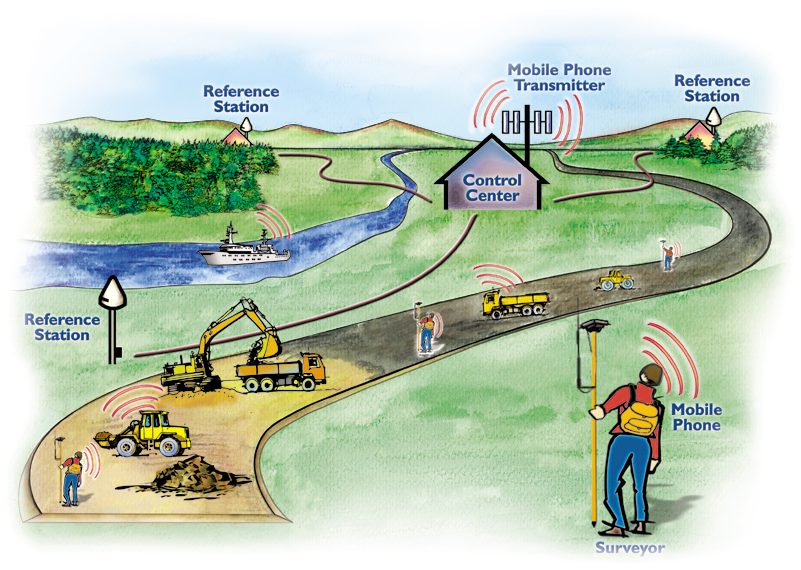 Reference
Station
Mobile Phone
Transmitter
Reference
Station
Control
Center
Reference
Station
Mobile
Phone
Surveyor